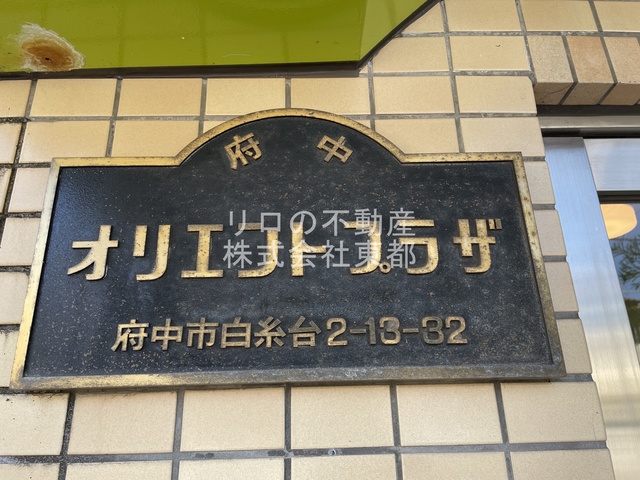 府中
オリエントプラザ
府中市白糸台2-13-32
リロの不動産
株式会社東都